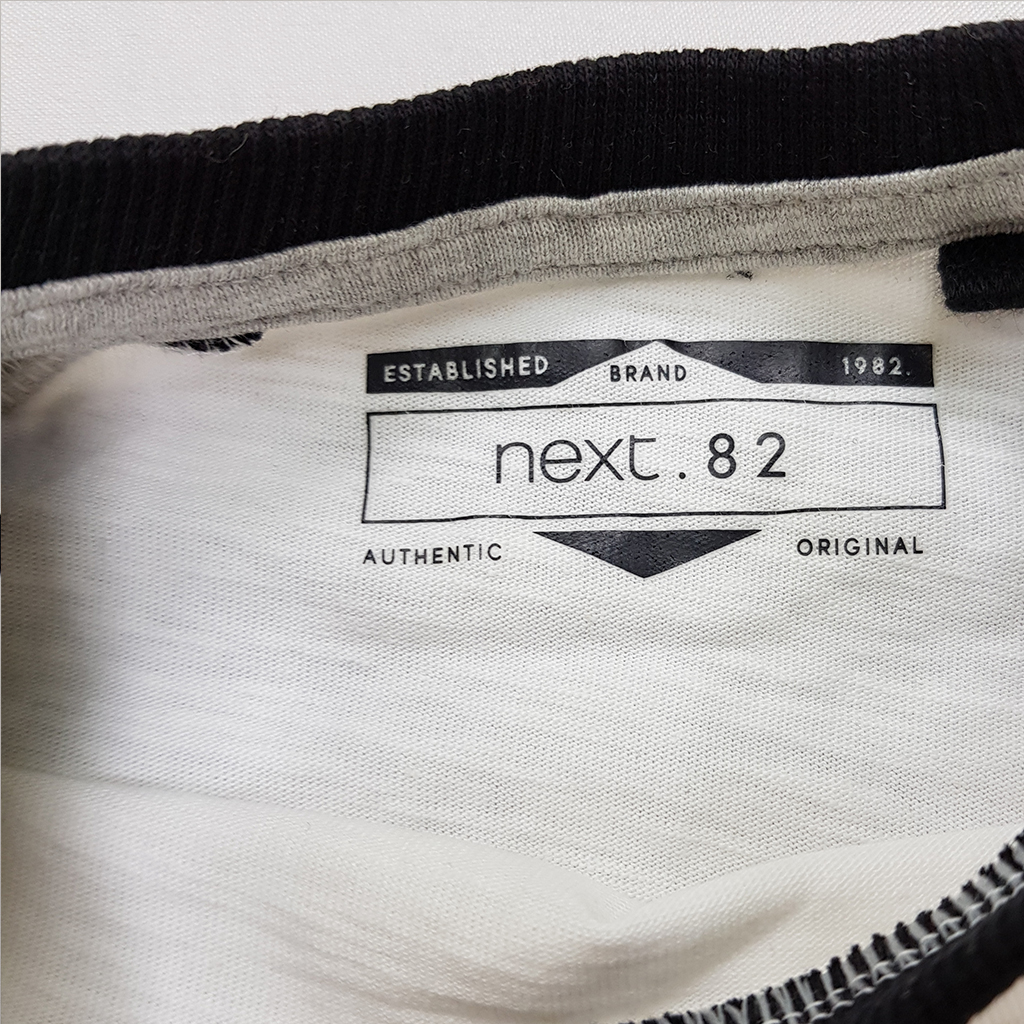 ESTABLISHED BRAND 1982.
next.82
AUTHENTIC ORIGINAL